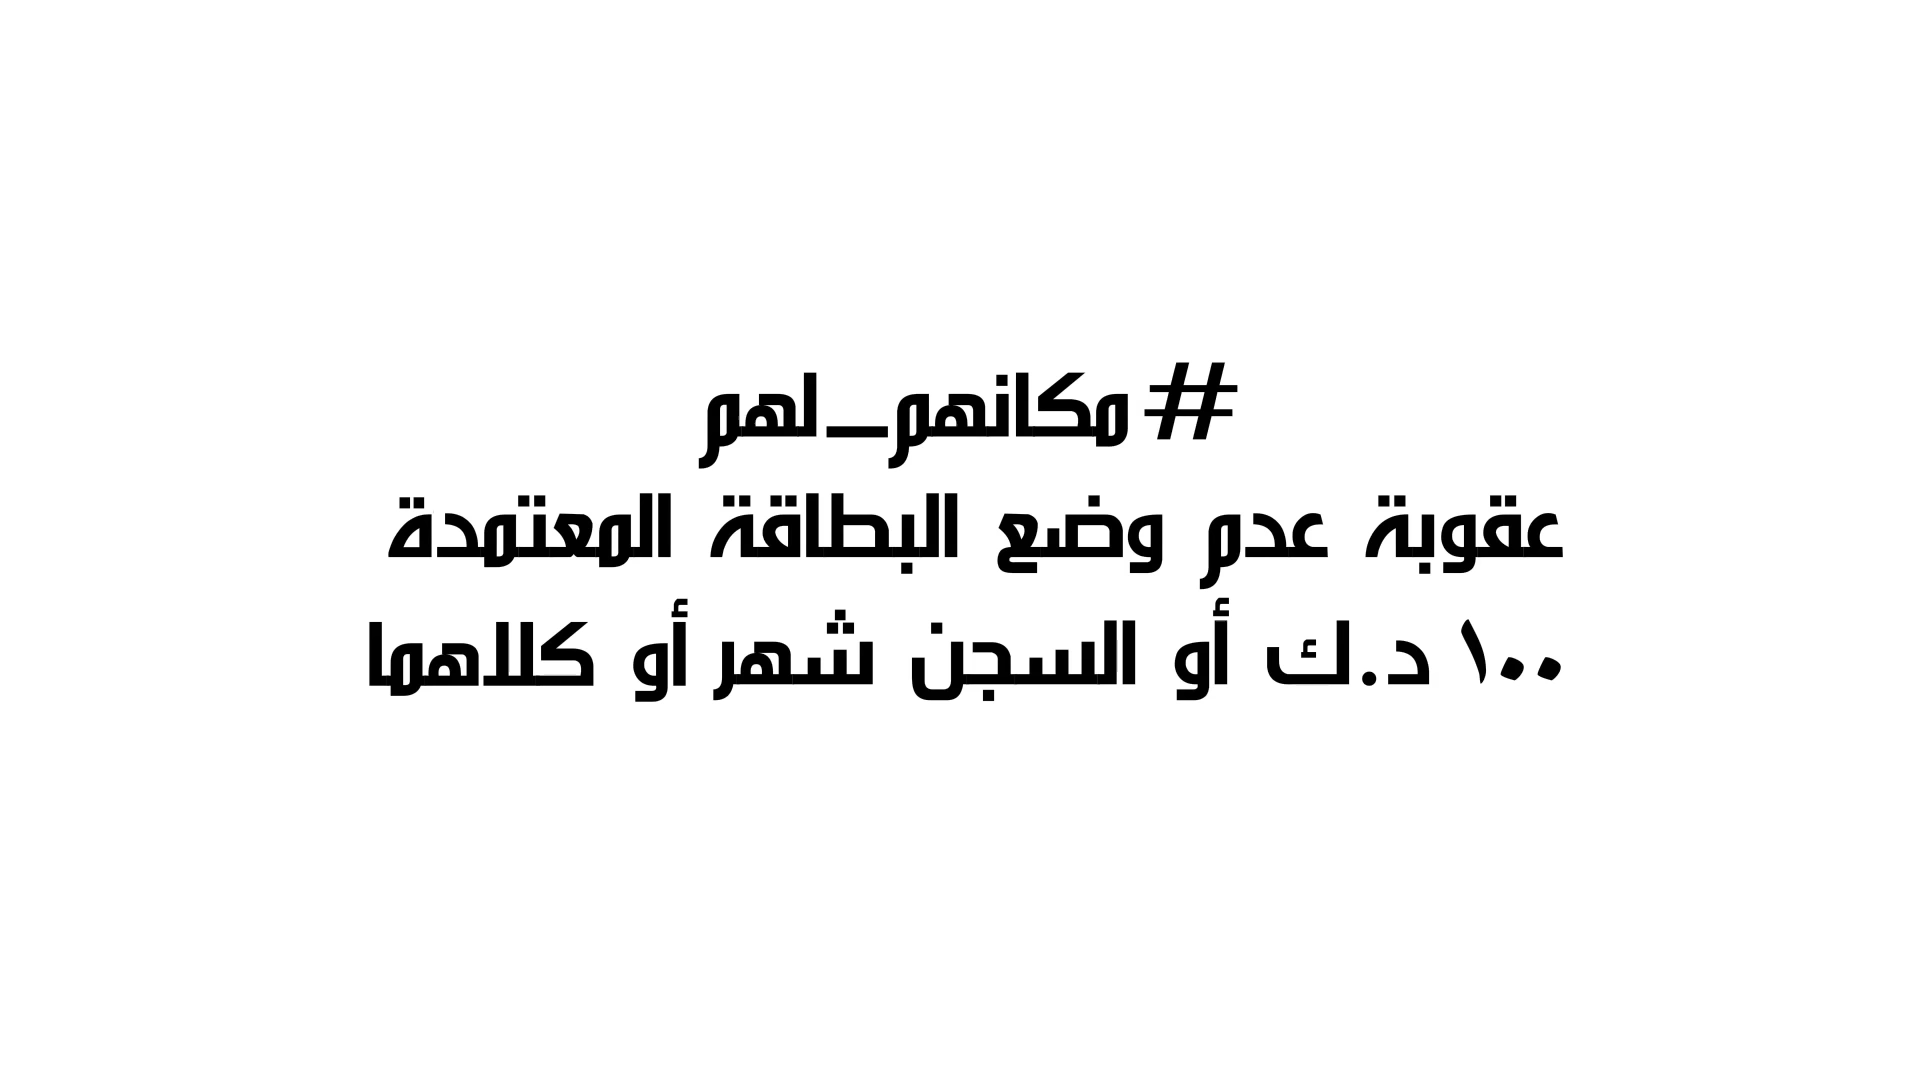 #مكانهم_لهم
عقوبة عدم وضع البطاقة المعتمدة
١٠٠ د.ك أو السجن شهر أو كلاهما